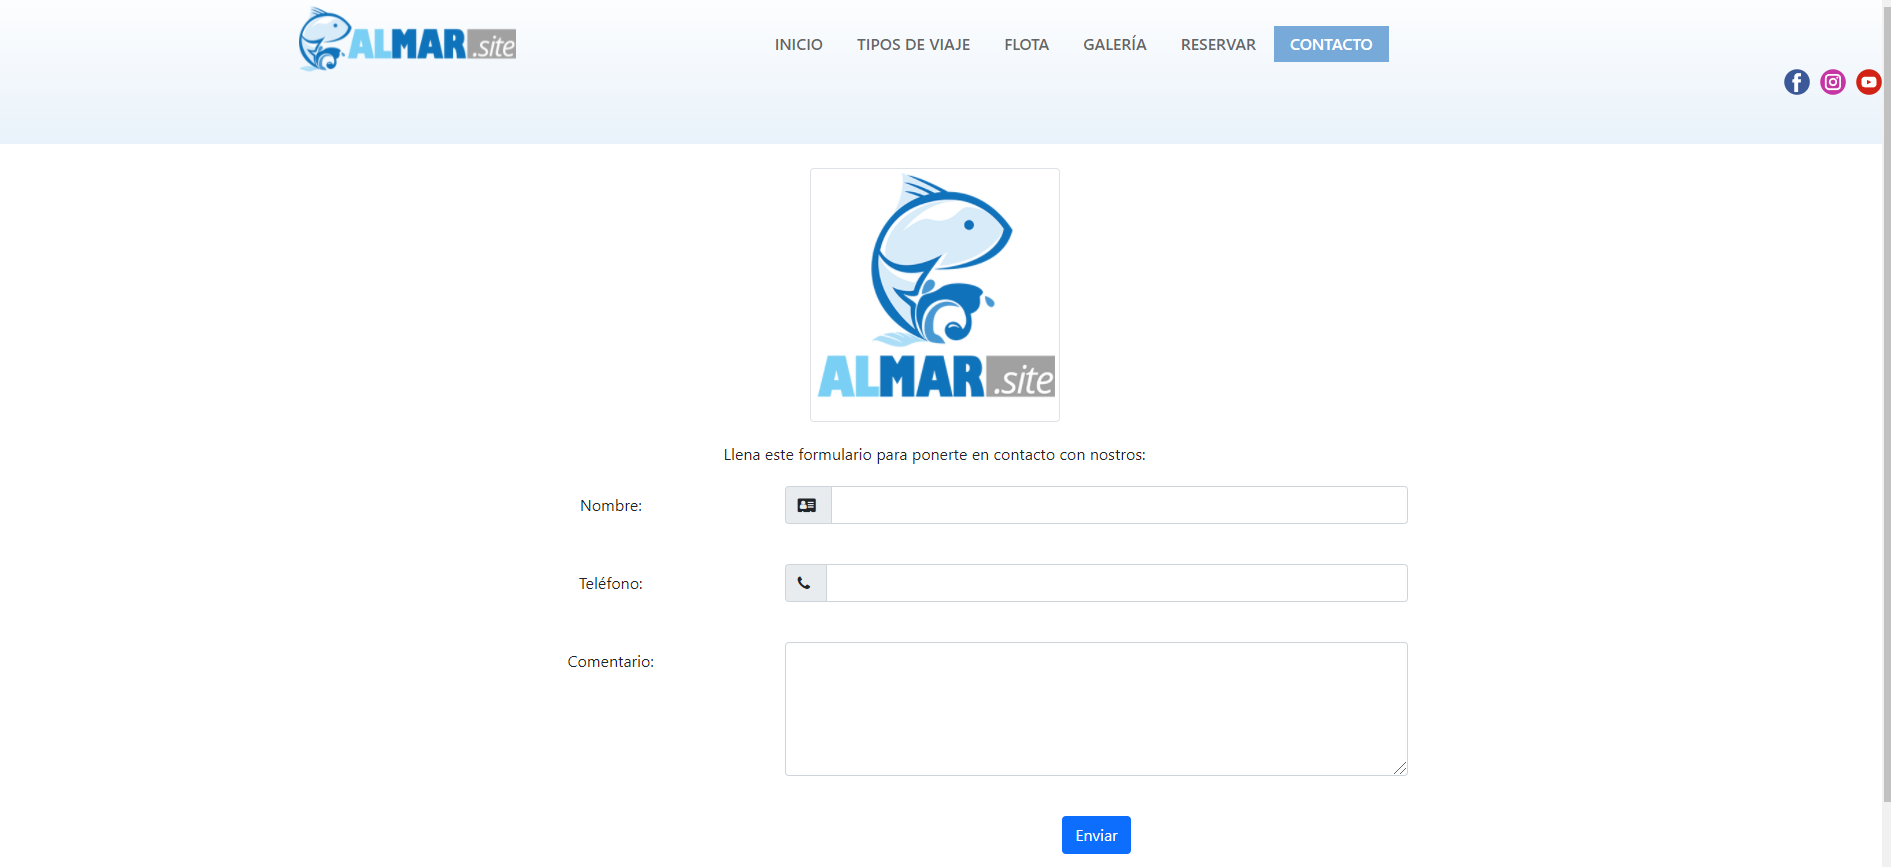 ALMAR.site
INICIO TIPOS DE VIAJE FLOTA GALERÍA RESERVAR CONTACTO
ALMAR.site
Llena este formulario para ponerte en contacto con nostros:
Nombre:
Teléfono:
Comentario:
Enviar